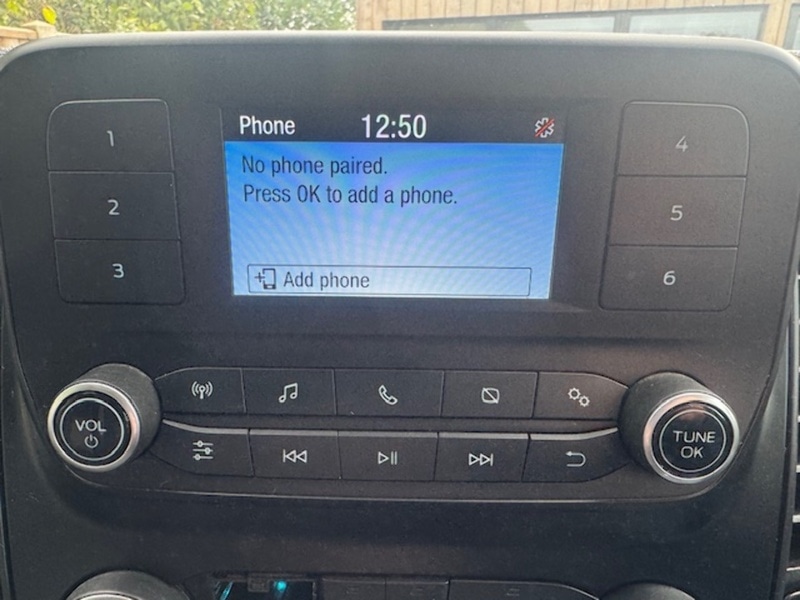 Phone 12:50
No phone paired.
Press OK to add a phone.
Add phone
1
2
3
4
5
6
VOL
TUNE
OK